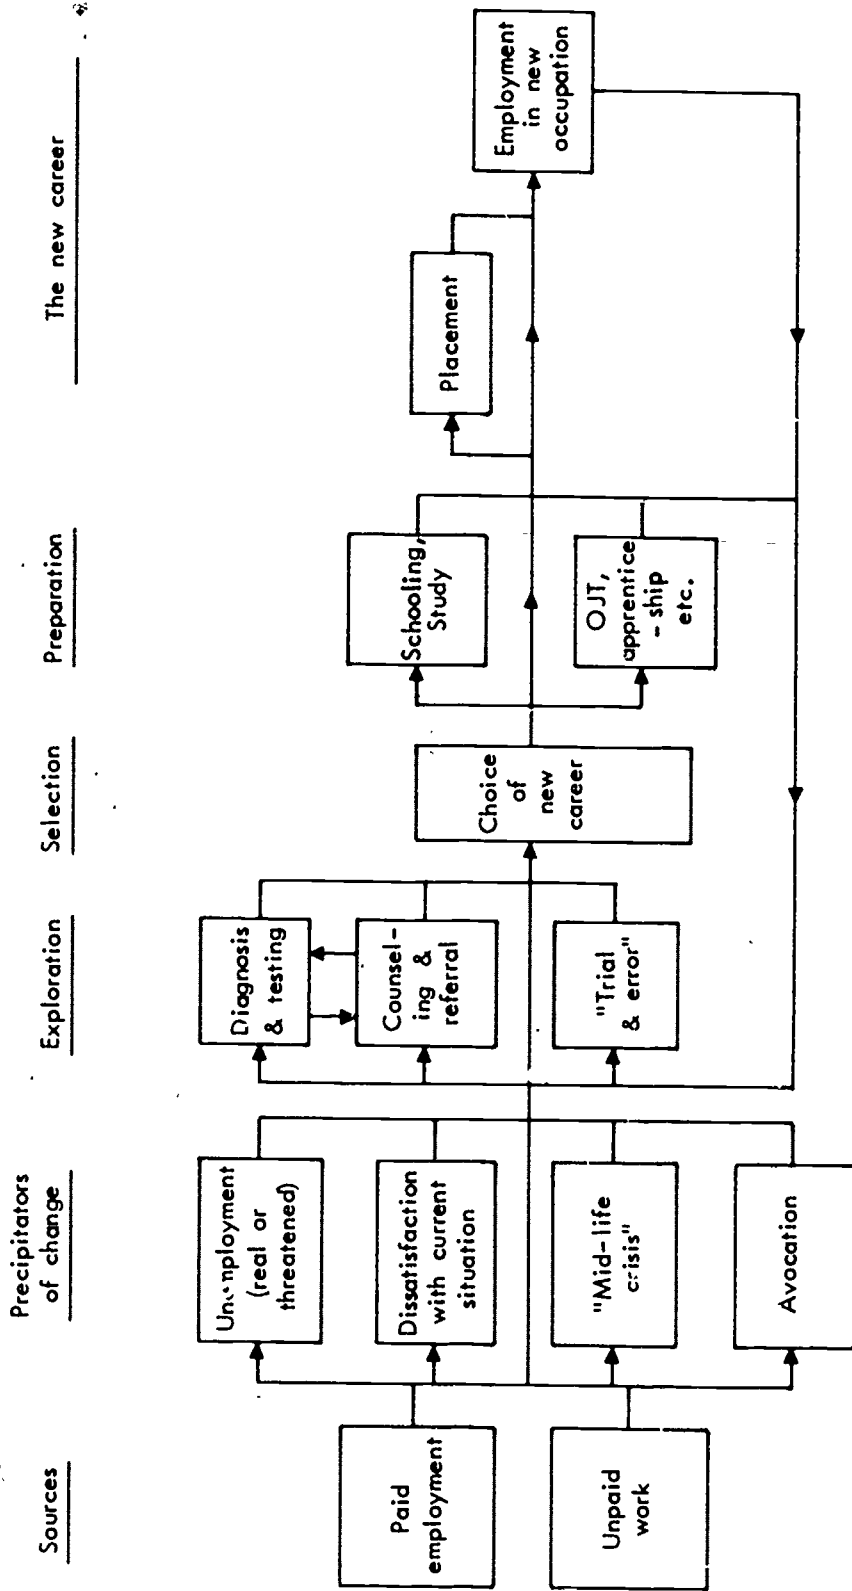 Sources
Precipitators
of change
Exploration
Selection
Preparation
The new career
Paid
employment
Unpaid
work
(real or
threatened)
Dissatisfaction
with current
situation
"Mid-life
crisis"
Avocation
Diagnosis
& testing
Counsel-
ing &
referral
"Trial
& error"
Choice
of
new
career
Schooling,
Study
OJT,
apprentice
- ship
etc.
Placement
Employment
in new
occupation